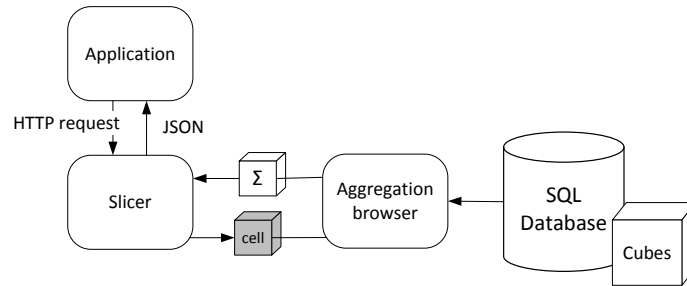 Application
HTTP request
JSON
Slicer
Σ
cell
Aggregation
browser
SQL
Database
Cubes